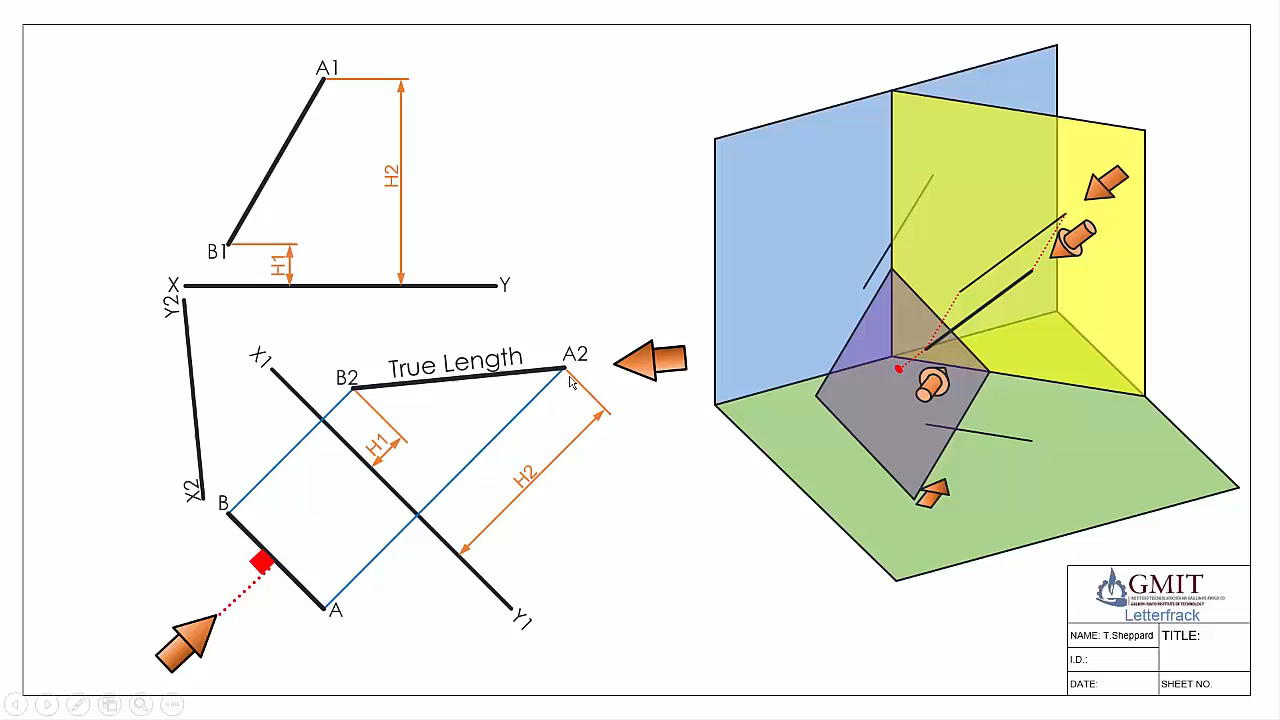 A1
H2
B1
H1
X
Y
Y2
X1
B2
True Length
A2
H1
H2
X2
B
A
Y1
GMIT
Letterfrack
NAME: T.Sheppard
TITLE:
I.D.:
DATE:
SHEET NO.